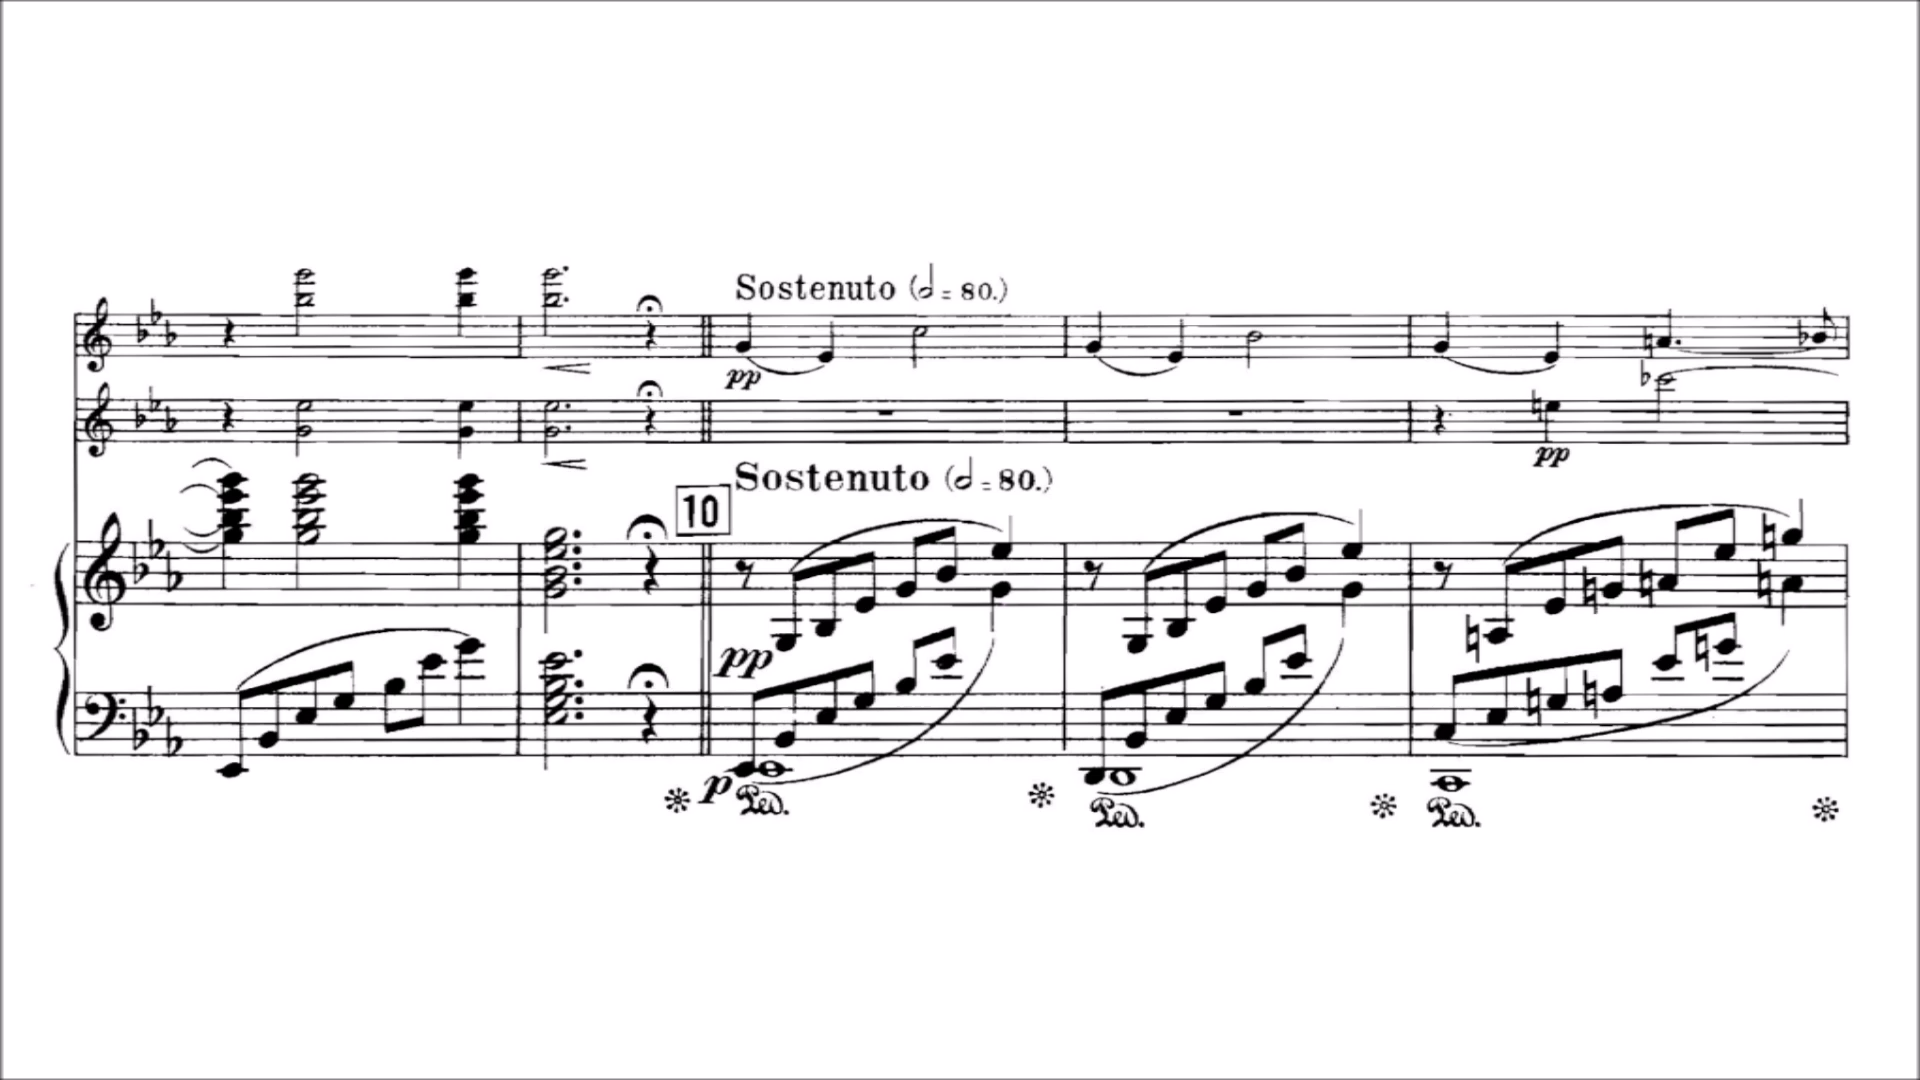 Sostenuto (𝅗𝅥 = 80.)
pp
pp
Sostenuto (𝅗𝅥 = 80.)
10
pp
p Ped. Ped. Ped.